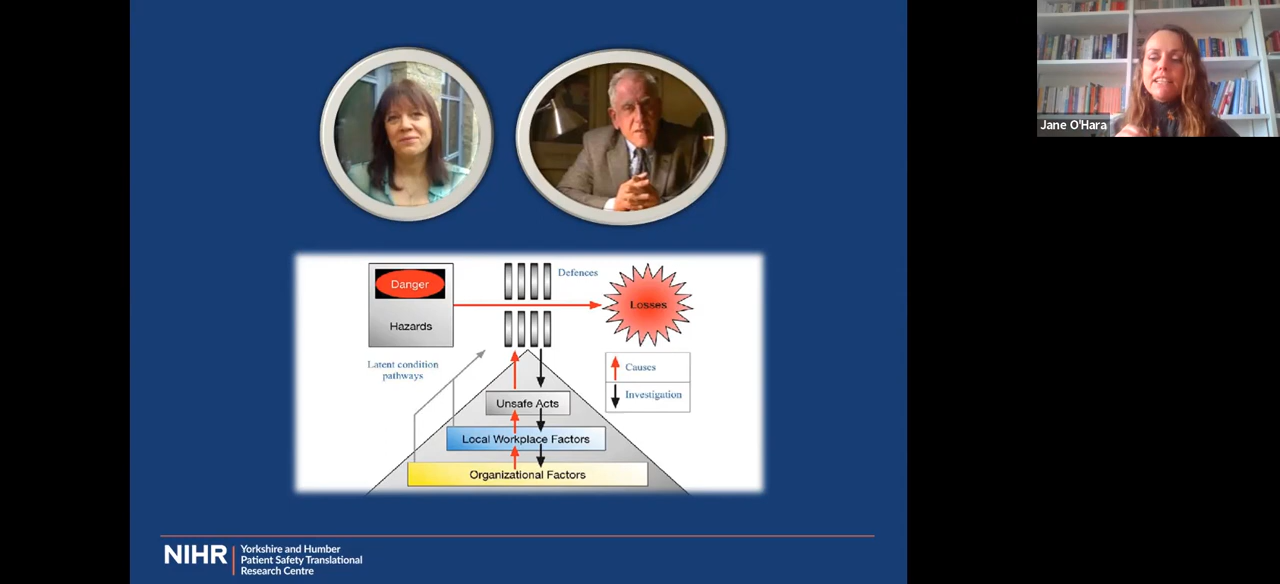 Jane O'Hara
Danger
Hazards
Defences
Losses
Latent condition
pathways
Causes
Investigation
Unsafe Acts
Local Workplace Factors
Organizational Factors
NIHR
Yorkshire and Humber
Patient Safety Translational
Research Centre